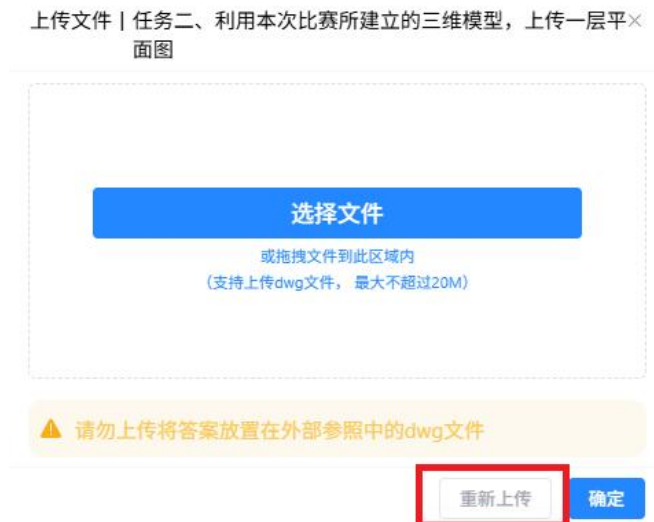 上传文件 | 任务二、利用本次比赛所建立的三维模型，上传一层平
面图
选择文件
或拖拽文件到此区域内
（支持上传dwg文件， 最大不超过20M）
请勿上传将答案放置在外部参照中的dwg文件
重新上传 确定